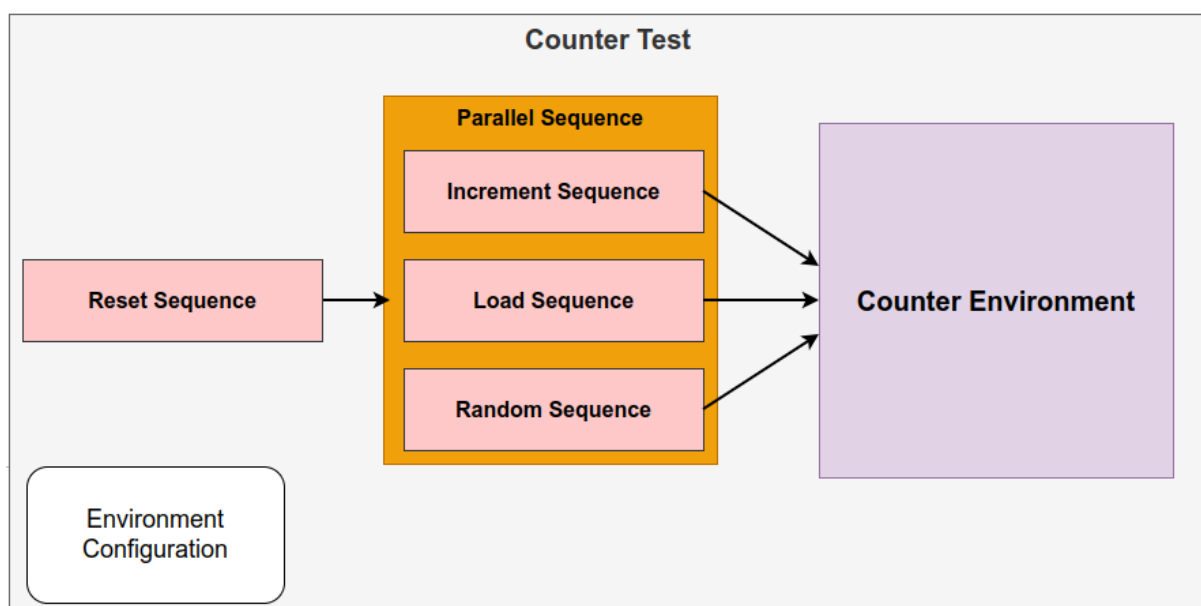 Counter Test
Parallel Sequence
Increment Sequence
Reset Sequence
Load Sequence
Counter Environment
Random Sequence
Environment
Configuration